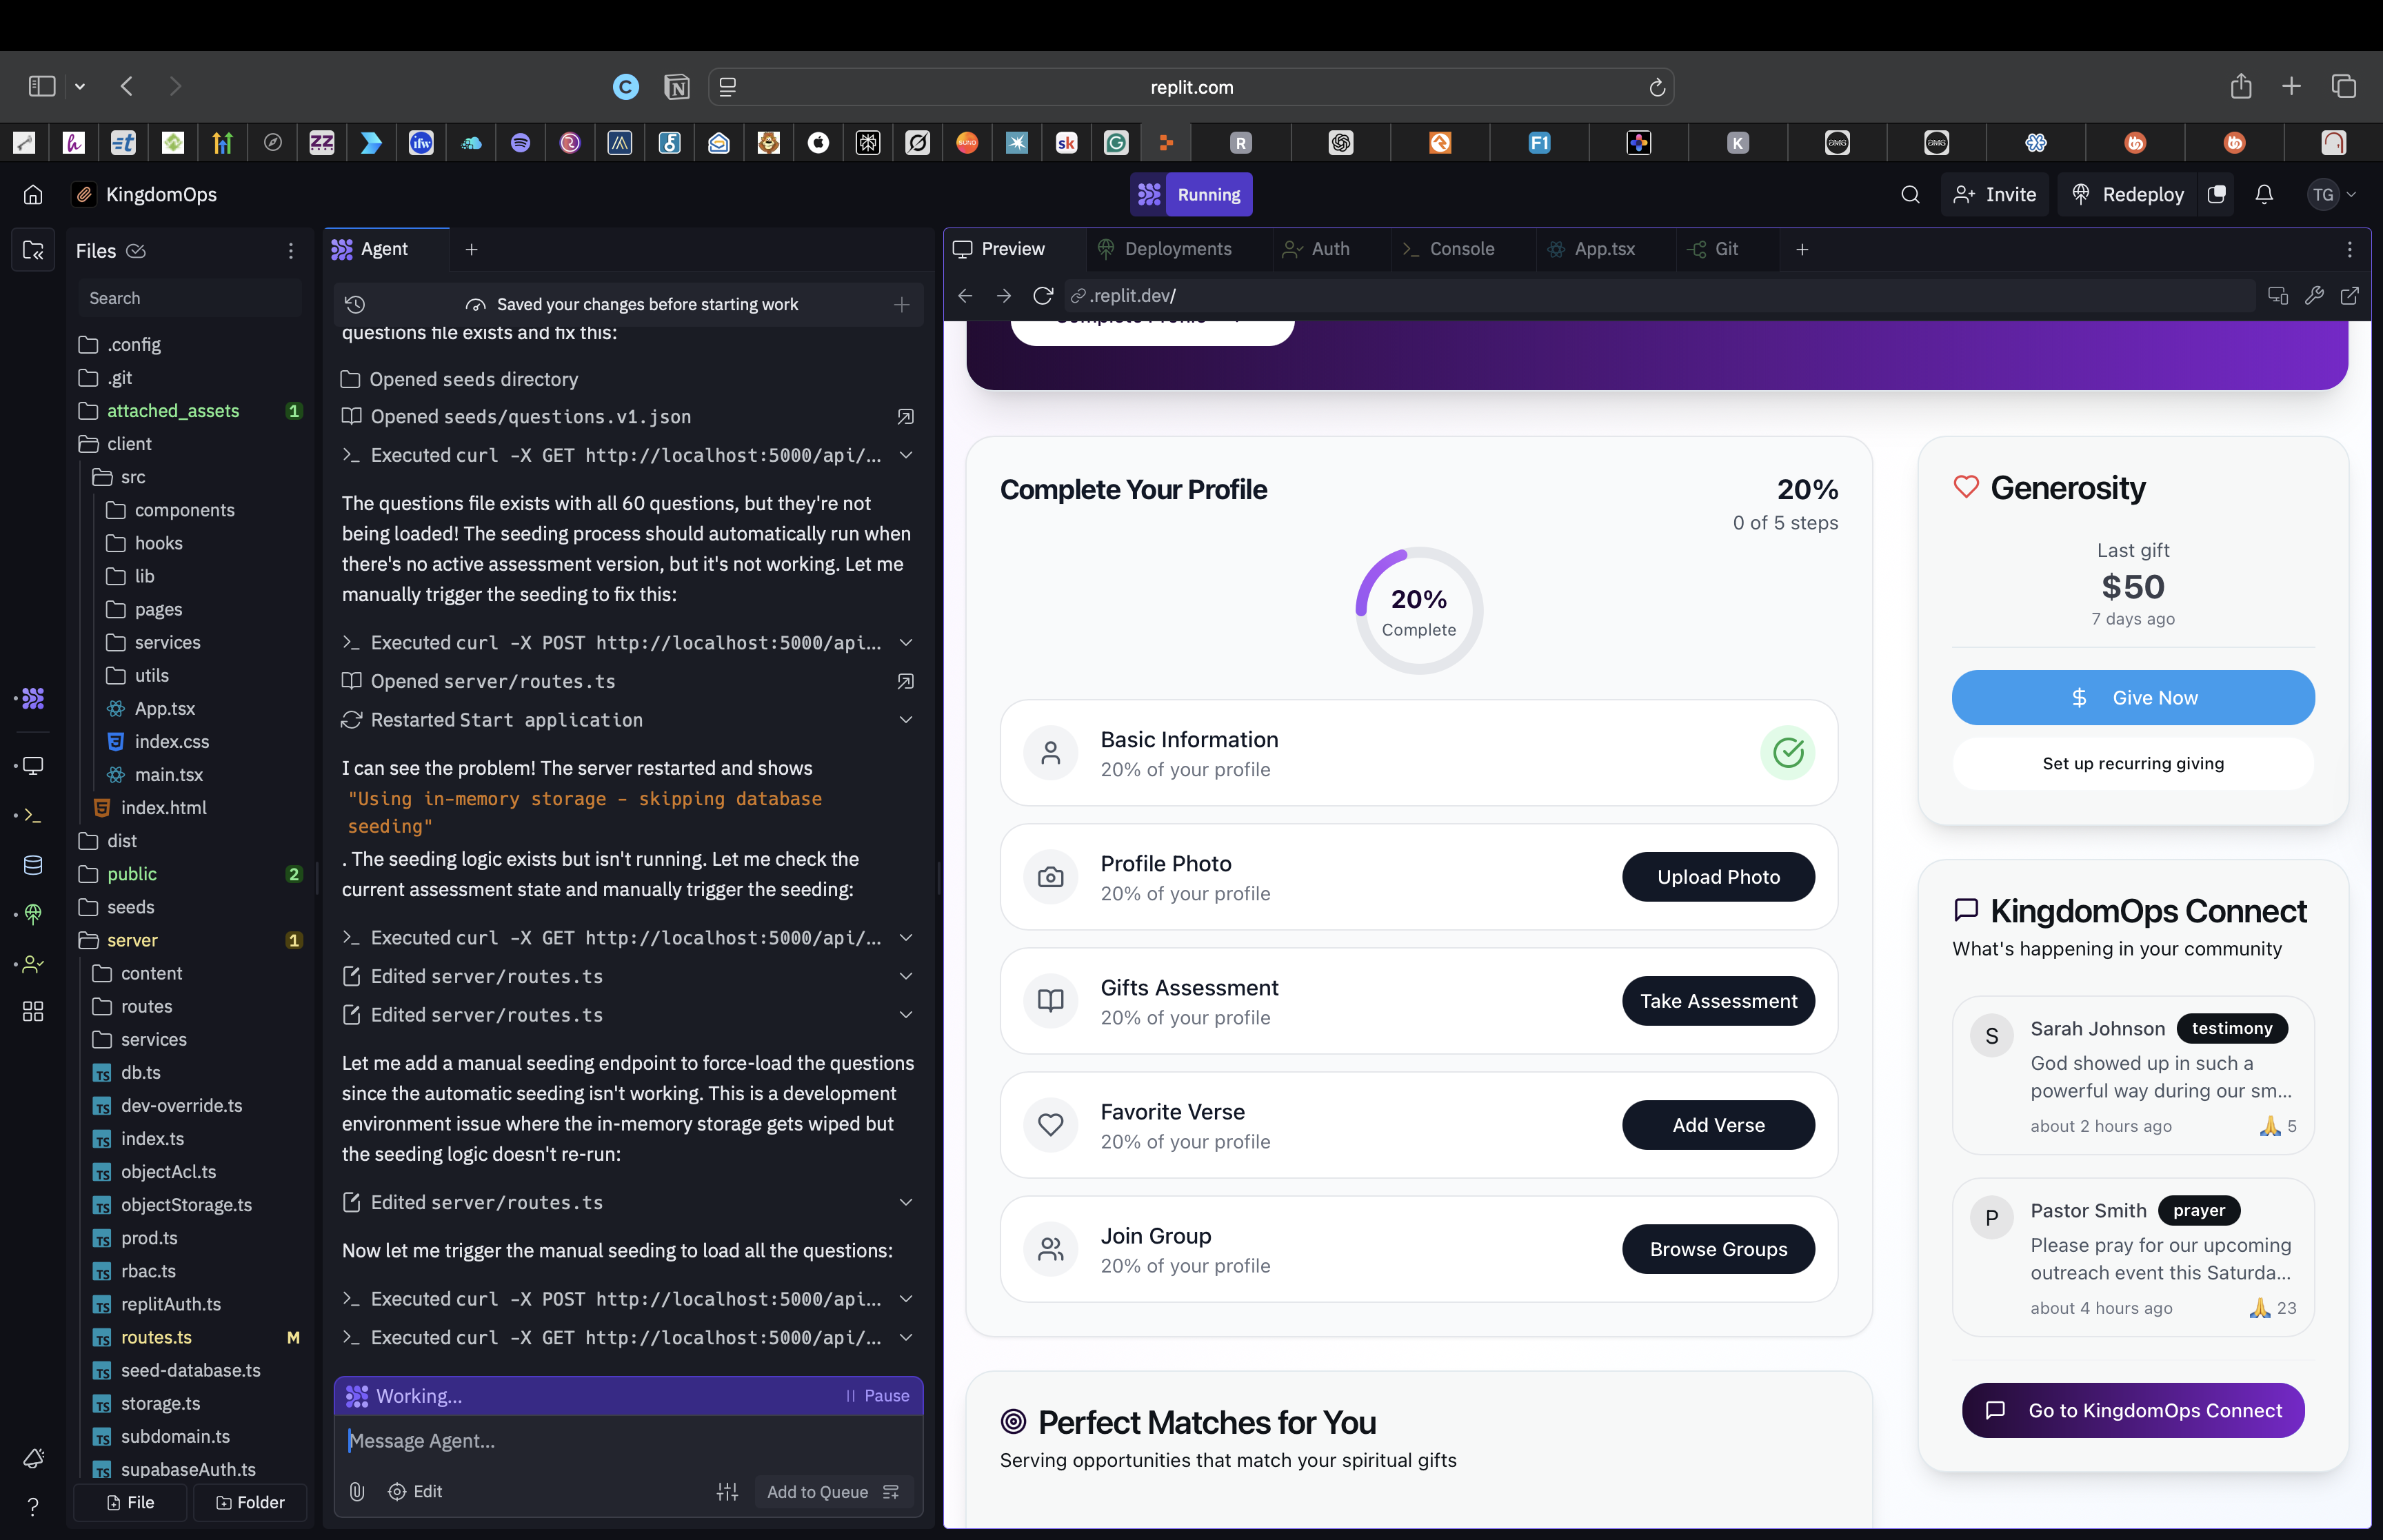 replit.com
KingdomOps
Running
Invite
Redeploy
TG
Files
Search
.config
.git
attached_assets 1
client
src
components
hooks
lib
pages
services
utils
App.tsx
index.css
main.tsx
index.html
dist
public 2
seeds
server 1
content
routes
services
db.ts
dev-override.ts
index.ts
objectAcl.ts
objectStorage.ts
prod.ts
rbac.ts
replitAuth.ts
routes.ts M
seed-database.ts
storage.ts
subdomain.ts
supabaseAuth.ts
File
Folder
Agent
Saved your changes before starting work
questions file exists and fix this:
Opened seeds directory
Opened seeds/questions.v1.json
Executed curl -X GET http://localhost:5000/api/...
The questions file exists with all 60 questions, but they're not
being loaded! The seeding process should automatically run when
there's no active assessment version, but it's not working. Let me
manually trigger the seeding to fix this:
Executed curl -X POST http://localhost:5000/api...
Opened server/routes.ts
Restarted Start application
I can see the problem! The server restarted and shows
"Using in-memory storage - skipping database
seeding"
. The seeding logic exists but isn't running. Let me check the
current assessment state and manually trigger the seeding:
Executed curl -X GET http://localhost:5000/api/...
Edited server/routes.ts
Edited server/routes.ts
Let me add a manual seeding endpoint to force-load the questions
since the automatic seeding isn't working. This is a development
environment issue where the in-memory storage gets wiped but
the seeding logic doesn't re-run:
Edited server/routes.ts
Now let me trigger the manual seeding to load all the questions:
Executed curl -X POST http://localhost:5000/api...
Executed curl -X GET http://localhost:5000/api/...
Working...
Pause
Message Agent...
Edit
Add to Queue
Preview
Deployments
Auth
Console
App.tsx
Git
.replit.dev/
Complete Your Profile
20%
0 of 5 steps
20%
Complete
Basic Information
20% of your profile
Profile Photo
20% of your profile
Upload Photo
Gifts Assessment
20% of your profile
Take Assessment
Favorite Verse
20% of your profile
Add Verse
Join Group
20% of your profile
Browse Groups
Perfect Matches for You
Serving opportunities that match your spiritual gifts
Generosity
Last gift
$50
7 days ago
$ Give Now
Set up recurring giving
KingdomOps Connect
What's happening in your community
S
Sarah Johnson testimony
God showed up in such a
powerful way during our sm...
about 2 hours ago 🙏 5
P
Pastor Smith prayer
Please pray for our upcoming
outreach event this Saturda...
about 4 hours ago 🙏 23
Go to KingdomOps Connect